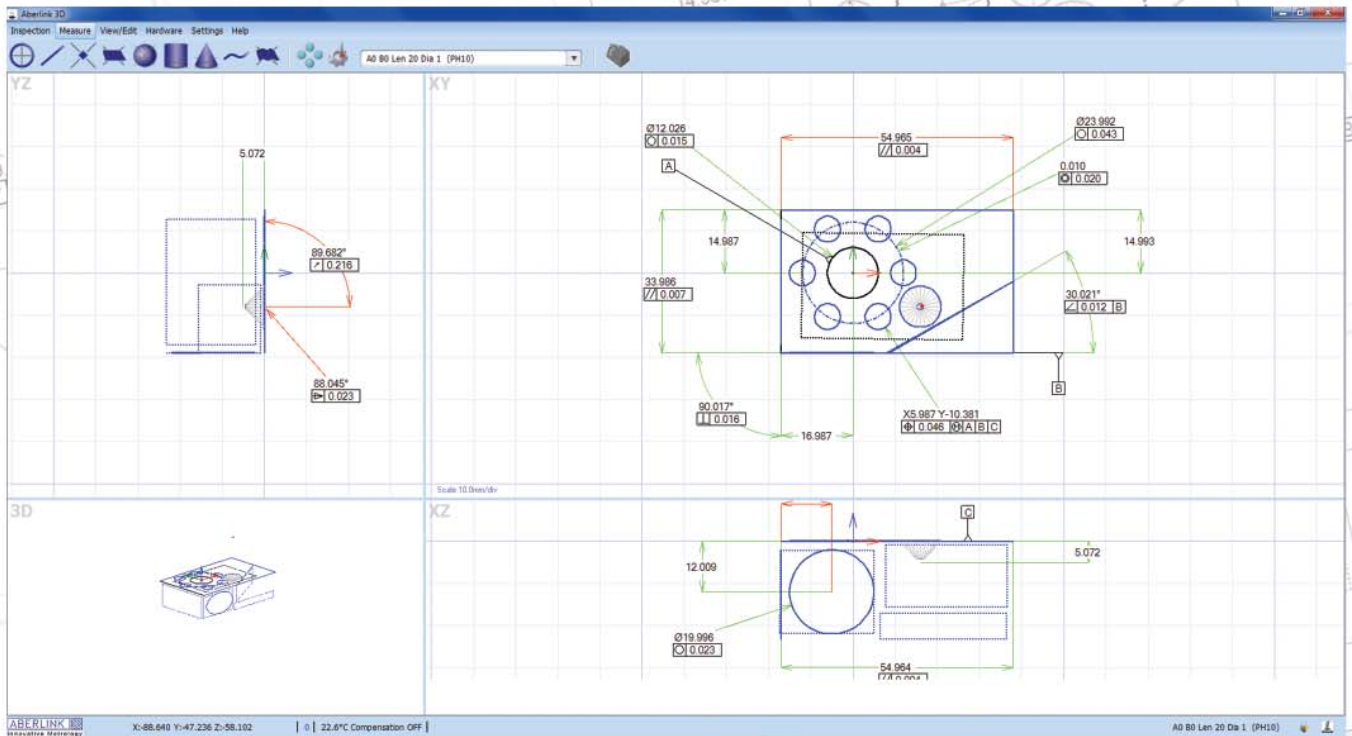 Aberlink 3D
Inspection Measure View/Edit Hardware Settings Help
A0 B0 Len 20 Dia 1 (PH10)
YZ
5.072
89.682°
0.216
88.045°
0.023
XY
Ø12.026
0.015
A
54.965
// 0.004
Ø23.992
0.043
0.010
0.020
14.987
14.993
33.986
// 0.007
30.021°
∠ 0.012 B
B
90.017°
⊥ 0.016
16.987
X5.987 Y-10.381
⌖ 0.046 Ⓜ A B C
Scale 10.0mm/div
3D
XZ
C
12.009
5.072
Ø19.996
0.023
54.964
// 0.004
ABERLINK 3D
Innovative Metrology
X:-88.640 Y:-47.236 Z:-58.102
0
22.6°C Compensation OFF
A0 B0 Len 20 Dia 1 (PH10)